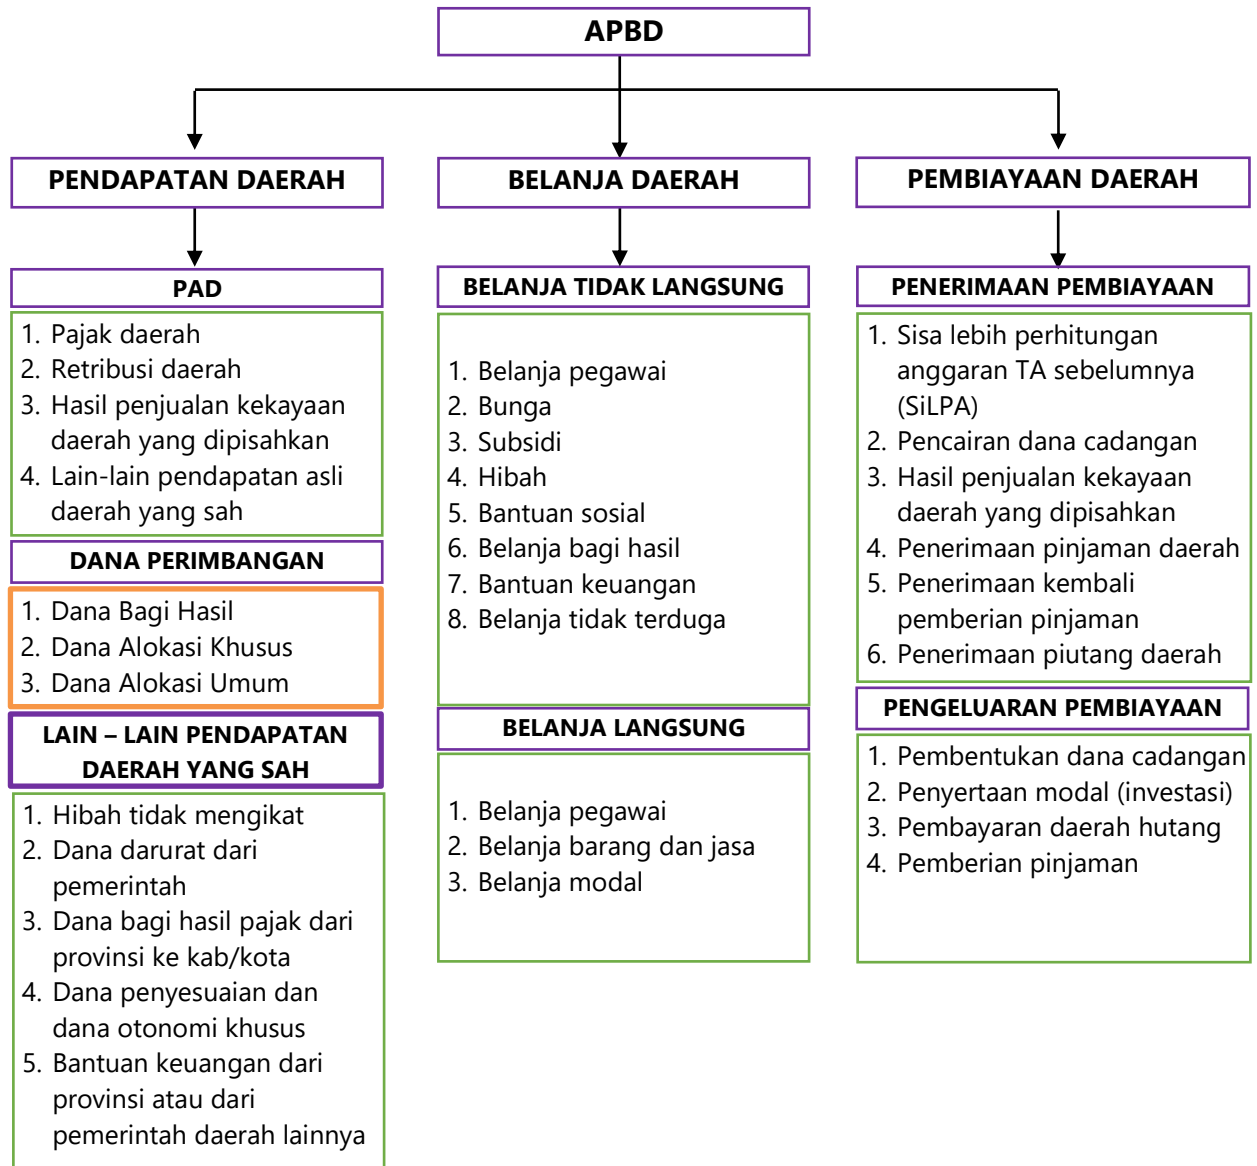 APBD
PENDAPATAN DAERAH
PAD
1. Pajak daerah
2. Retribusi daerah
3. Hasil penjualan kekayaan
daerah yang dipisahkan
4. Lain-lain pendapatan asli
daerah yang sah
DANA PERIMBANGAN
1. Dana Bagi Hasil
2. Dana Alokasi Khusus
3. Dana Alokasi Umum
LAIN – LAIN PENDAPATAN
DAERAH YANG SAH
1. Hibah tidak mengikat
2. Dana darurat dari
pemerintah
3. Dana bagi hasil pajak dari
provinsi ke kab/kota
4. Dana penyesuaian dan
dana otonomi khusus
5. Bantuan keuangan dari
provinsi atau dari
pemerintah daerah lainnya
BELANJA DAERAH
BELANJA TIDAK LANGSUNG
1. Belanja pegawai
2. Bunga
3. Subsidi
4. Hibah
5. Bantuan sosial
6. Belanja bagi hasil
7. Bantuan keuangan
8. Belanja tidak terduga
BELANJA LANGSUNG
1. Belanja pegawai
2. Belanja barang dan jasa
3. Belanja modal
PEMBIAYAAN DAERAH
PENERIMAAN PEMBIAYAAN
1. Sisa lebih perhitungan
anggaran TA sebelumnya
(SiLPA)
2. Pencairan dana cadangan
3. Hasil penjualan kekayaan
daerah yang dipisahkan
4. Penerimaan pinjaman daerah
5. Penerimaan kembali
pemberian pinjaman
6. Penerimaan piutang daerah
PENGELUARAN PEMBIAYAAN
1. Pembentukan dana cadangan
2. Penyertaan modal (investasi)
3. Pembayaran daerah hutang
4. Pemberian pinjaman